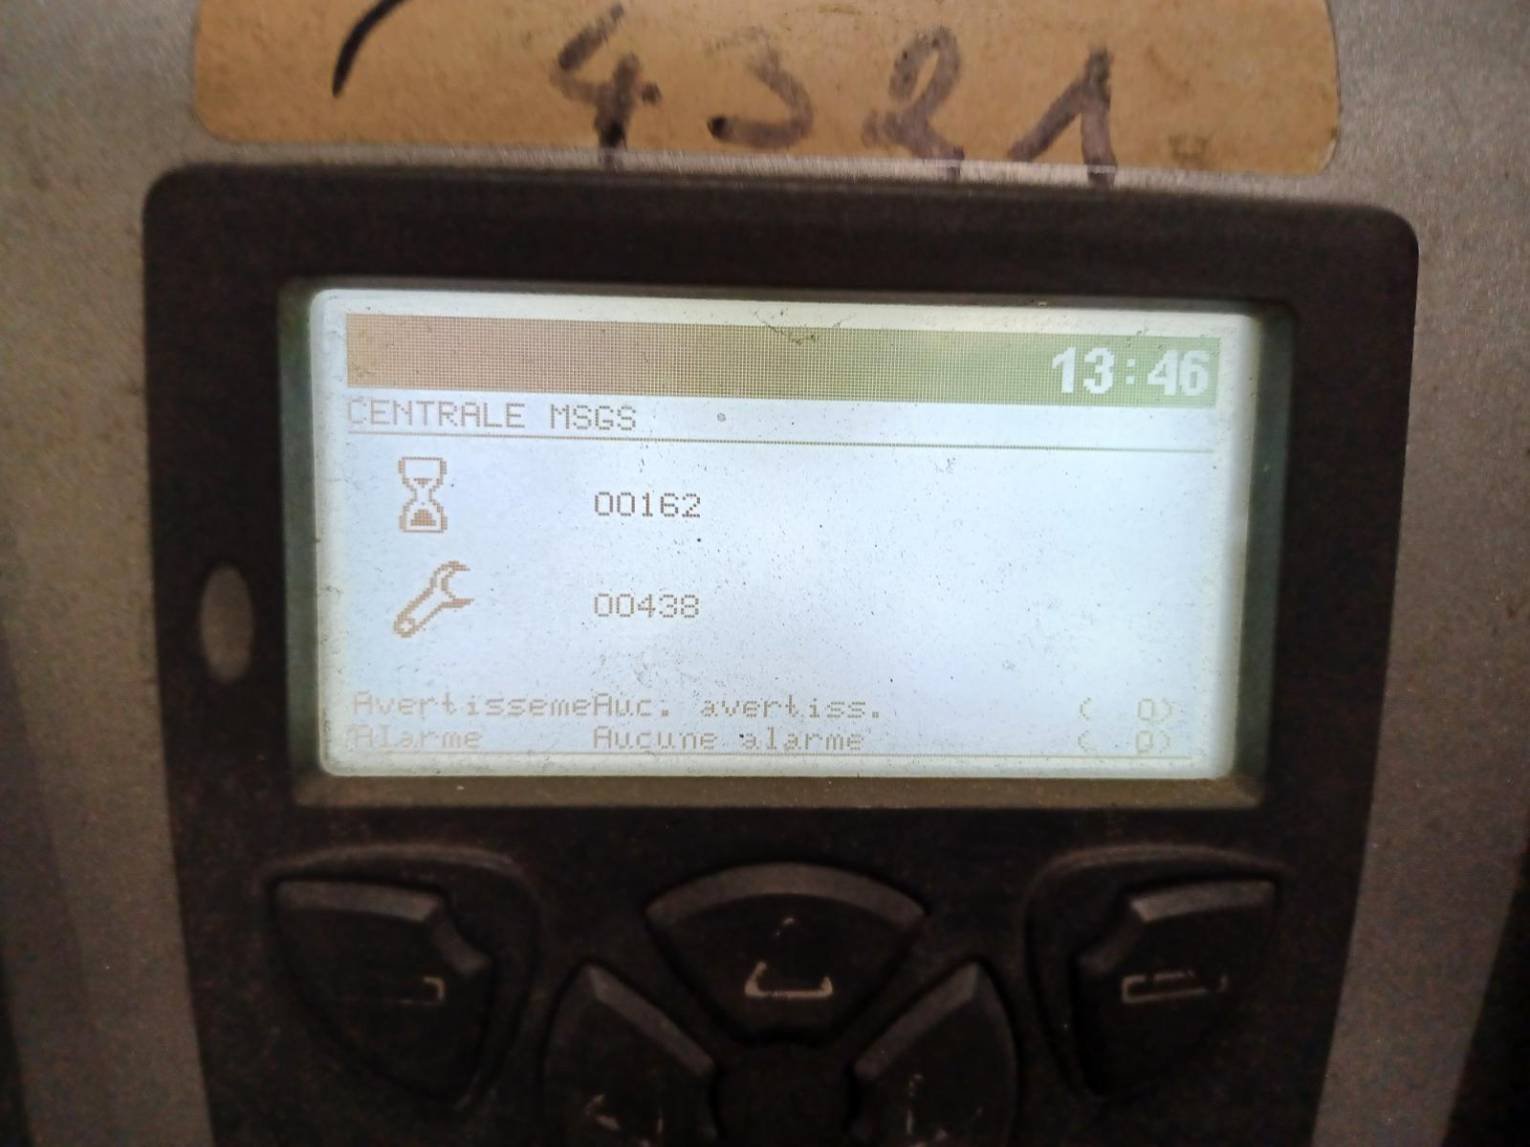 4321
13:46
CENTRALE MSGS
00162
00438
AvertissemeAuc. avertiss. ( 0)
Alarme Aucune alarme ( 0)